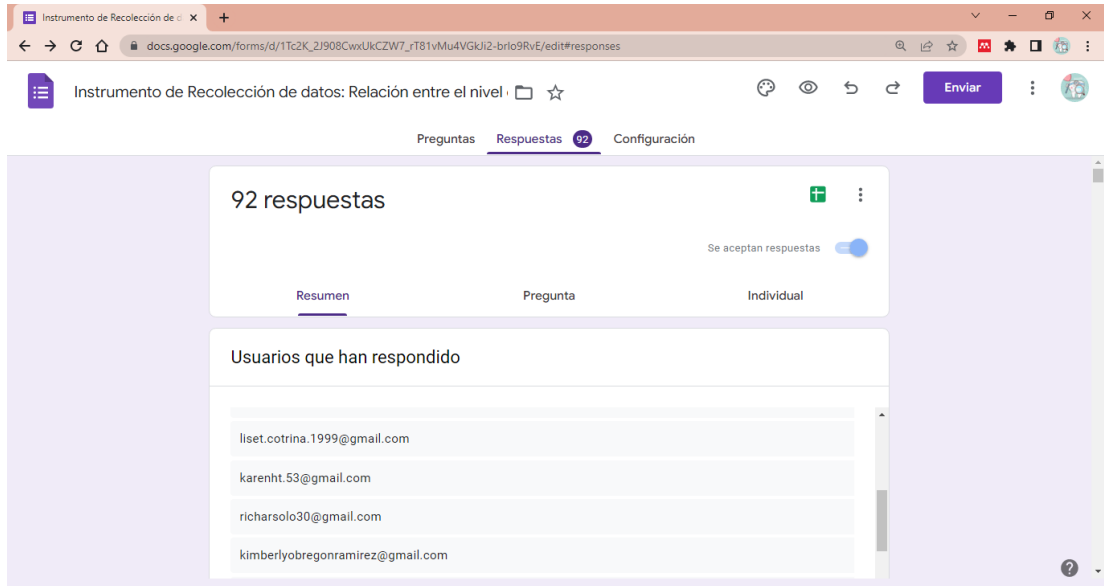 Instrumento de Recolección de d
docs.google.com/forms/d/1Tc2K_2J908CwxUkCZW7_rT81vMu4VGkJi2-brIo9RvE/edit#responses
Instrumento de Recolección de datos: Relación entre el nivel
Enviar
Preguntas Respuestas 92 Configuración
92 respuestas
Se aceptan respuestas
Resumen Pregunta Individual
Usuarios que han respondido
liset.cotrina.1999@gmail.com
karenht.53@gmail.com
richarsolo30@gmail.com
kimberlyobregonramirez@gmail.com